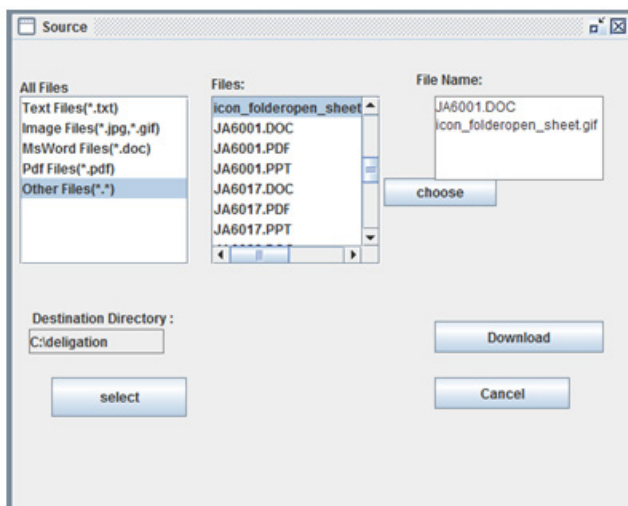 Source
All Files
Text Files(*.txt)
Image Files(*.jpg,*.gif)
MsWord Files(*.doc)
Pdf Files(*.pdf)
Other Files(*.*)
Files:
icon_folderopen_sheet
JA6001.DOC
JA6001.PDF
JA6001.PPT
JA6017.DOC
JA6017.PDF
JA6017.PPT
File Name:
JA6001.DOC
icon_folderopen_sheet.gif
choose
Destination Directory :
C:\deligation
select
Download
Cancel